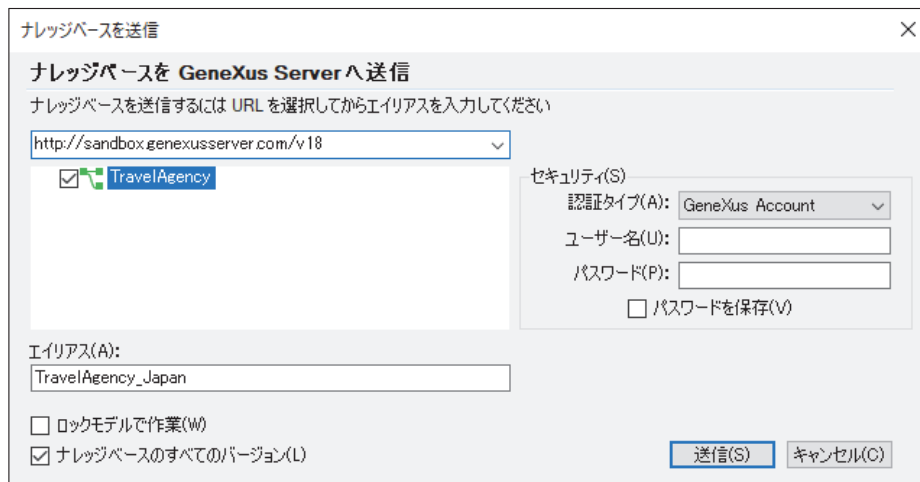 ナレッジベースを送信
ナレッジベースを GeneXus Serverへ送信
ナレッジベースを送信するには URL を選択してからエイリアスを入力してください
http://sandbox.genexusserver.com/v18
TravelAgency
セキュリティ(S)
認証タイプ(A): GeneXus Account
ユーザー名(U):
パスワード(P):
パスワードを保存(V)
エイリアス(A):
TravelAgency_Japan
ロックモデルで作業(W)
ナレッジベースのすべてのバージョン(L)
送信(S) キャンセル(C)